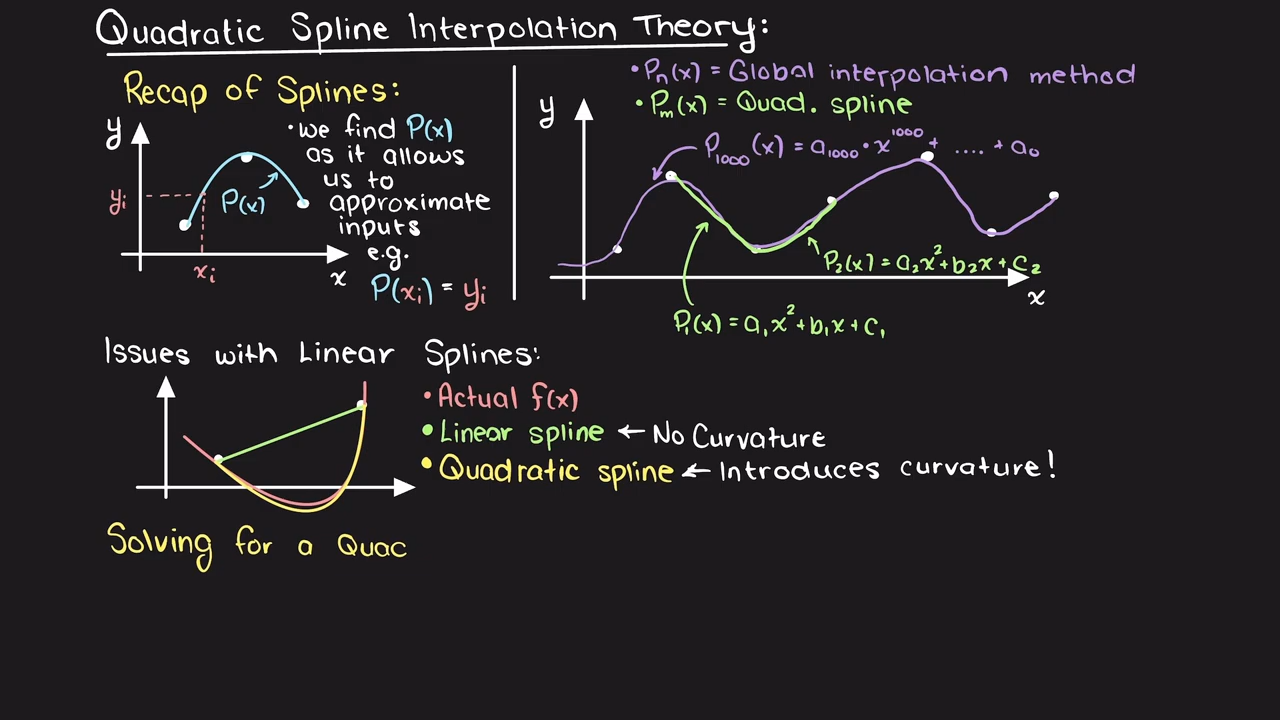 Quadratic Spline Interpolation Theory:
Recap of Splines:
y
• we find P(x)
as it allows
us to
approximate
inputs
e.g.
P(xᵢ) = yᵢ
yᵢ
P(x)
xᵢ
x
• Pₙ(x) = Global interpolation method
• Pₘ(x) = Quad. spline
y
P₁₀₀₀(x) = a₁₀₀₀·x¹⁰⁰⁰ + .... + a₀
P₂(x) = a₂x² + b₂x + c₂
x
P₁(x) = a₁x² + b₁x + c₁
Issues with Linear Splines:
• Actual f(x)
• Linear spline ← No Curvature
• Quadratic spline ← Introduces curvature!
Solving for a Quac